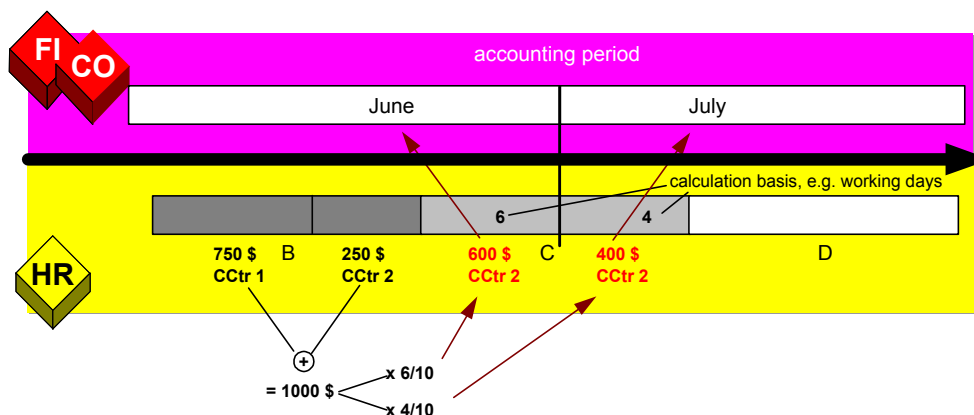 FI
CO
accounting period
June
July
calculation basis, e.g. working days
6
4
750 $
CCtr 1
B
250 $
CCtr 2
600 $
CCtr 2
C
400 $
CCtr 2
D
HR
+
= 1000 $
x 6/10
x 4/10